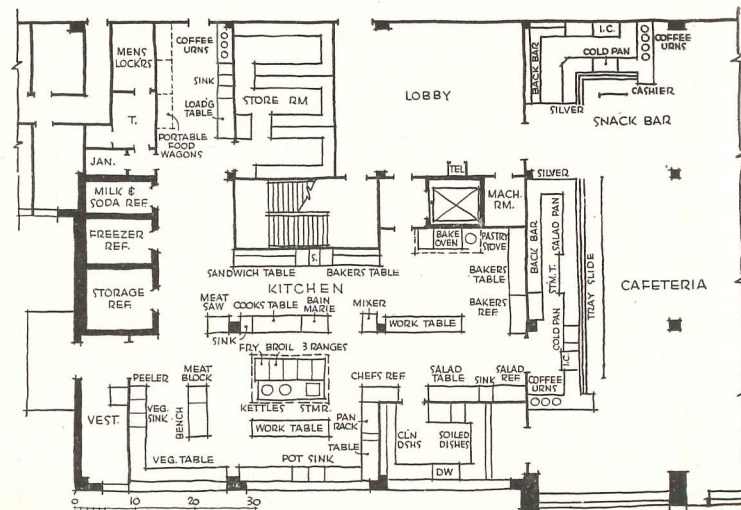 MENS
LOCK'RS
T.
JAN.
MILK &
SODA REF.
FREEZER
REF.
STORAGE
REF.
PORTABLE
FOOD
WAGONS
COFFEE
URNS
SINK
LOAD'G
TABLE
STORE RM
LOBBY
TEL
MACH.
RM.
BACK BAR
I.C.
COLD PAN
COFFEE
URNS
CASHIER
SILVER
SNACK BAR
SILVER
BACK BAR
SALAD PAN
STM. T.
COLD PAN
I.C.
TRAY SLIDE
CAFETERIA
COFFEE
URNS
S.
SANDWICH TABLE
BAKERS TABLE
BAKE
OVEN
PASTRY
STOVE
BAKERS
TABLE
BAKERS
REF.
KITCHEN
MEAT
SAW
SINK
COOKS TABLE
BAIN
MARIE
MIXER
WORK TABLE
FRY
BROIL
3 RANGES
KETTLES
STMR.
WORK TABLE
PAN
RACK
TABLE
POT SINK
CHEFS REF.
SALAD
TABLE
SINK
SALAD
REF.
CL'N
DSHS
SOILED
DISHES
DW
PEELER
VEST.
VEG.
SINK
MEAT
BLOCK
BENCH
VEG. TABLE
0 10 20 30